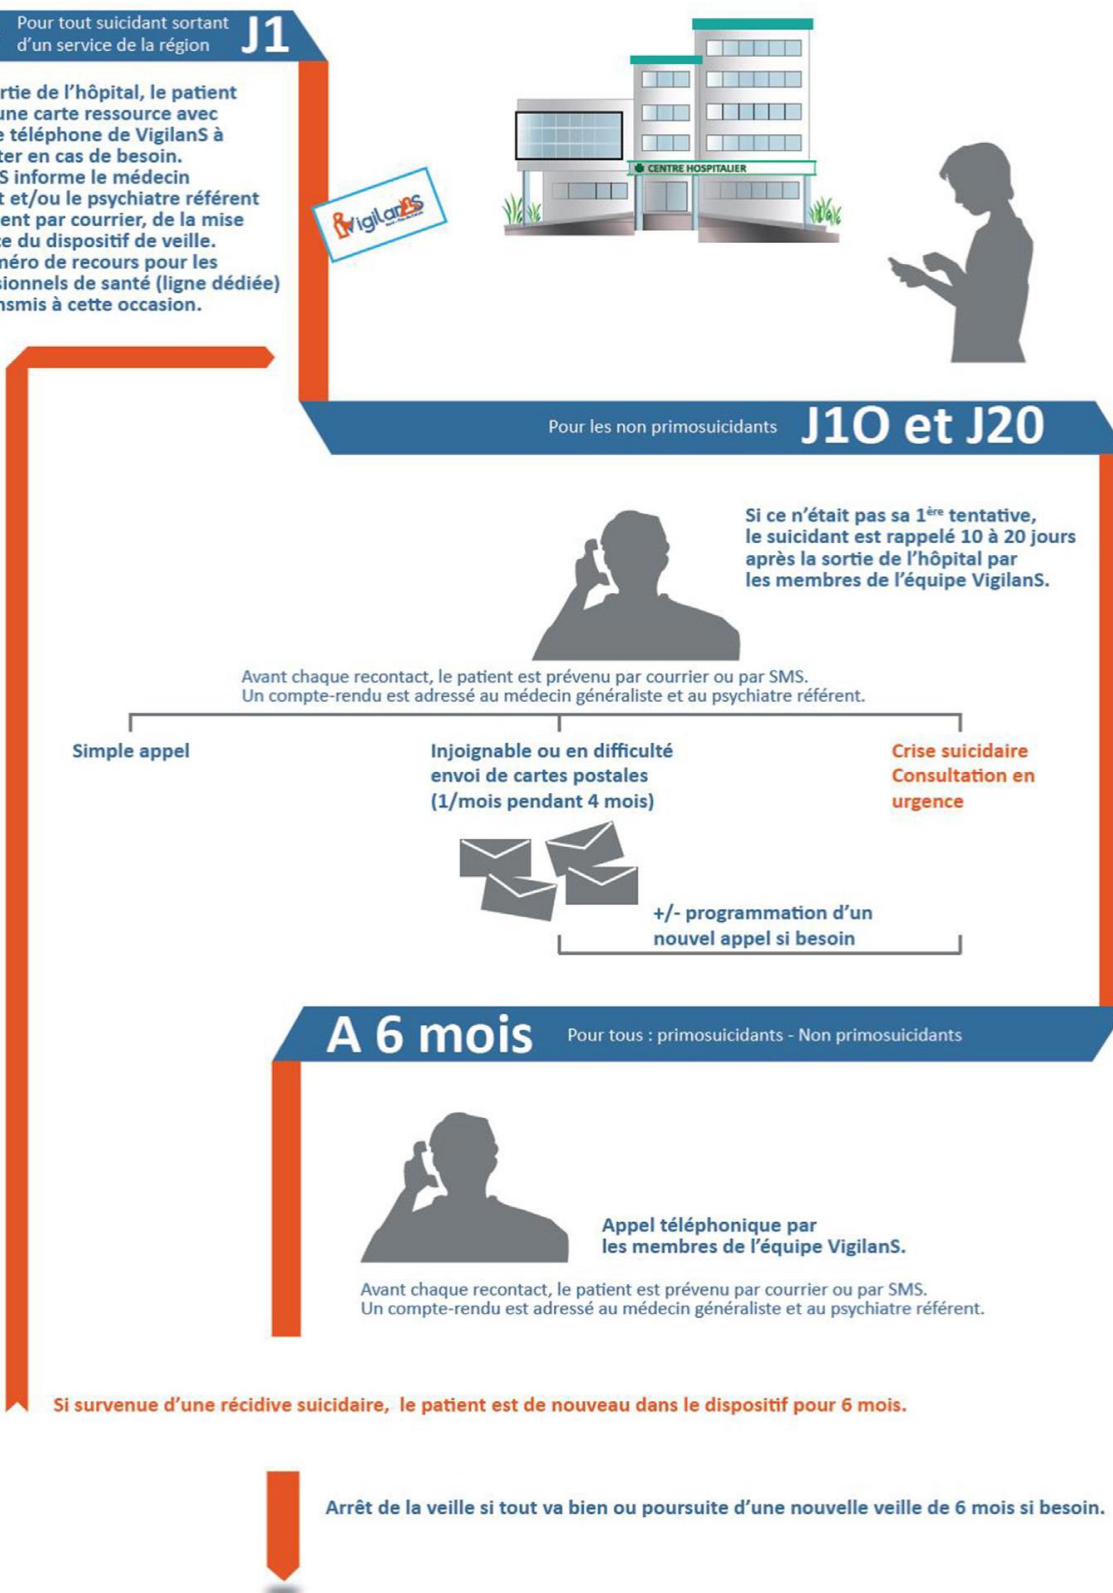 Pour tout suicidant sortant
d'un service de la région
J1
rtie de l'hôpital, le patient
une carte ressource avec
e téléphone de VigilanS à
ter en cas de besoin.
S informe le médecin
t et/ou le psychiatre référent
ent par courrier, de la mise
ce du dispositif de veille.
méro de recours pour les
sionnels de santé (ligne dédiée)
nsmis à cette occasion.
VigilanS
CENTRE HOSPITALIER
Pour les non primosuicidants J1O et J20
Si ce n'était pas sa 1ère tentative,
le suicidant est rappelé 10 à 20 jours
après la sortie de l'hôpital par
les membres de l'équipe VigilanS.
Avant chaque recontact, le patient est prévenu par courrier ou par SMS.
Un compte-rendu est adressé au médecin généraliste et au psychiatre référent.
Simple appel
Injoignable ou en difficulté
envoi de cartes postales
(1/mois pendant 4 mois)
Crise suicidaire
Consultation en
urgence
+/- programmation d'un
nouvel appel si besoin
A 6 mois Pour tous : primosuicidants - Non primosuicidants
Appel téléphonique par
les membres de l'équipe VigilanS.
Avant chaque recontact, le patient est prévenu par courrier ou par SMS.
Un compte-rendu est adressé au médecin généraliste et au psychiatre référent.
Si survenue d'une récidive suicidaire, le patient est de nouveau dans le dispositif pour 6 mois.
Arrêt de la veille si tout va bien ou poursuite d'une nouvelle veille de 6 mois si besoin.